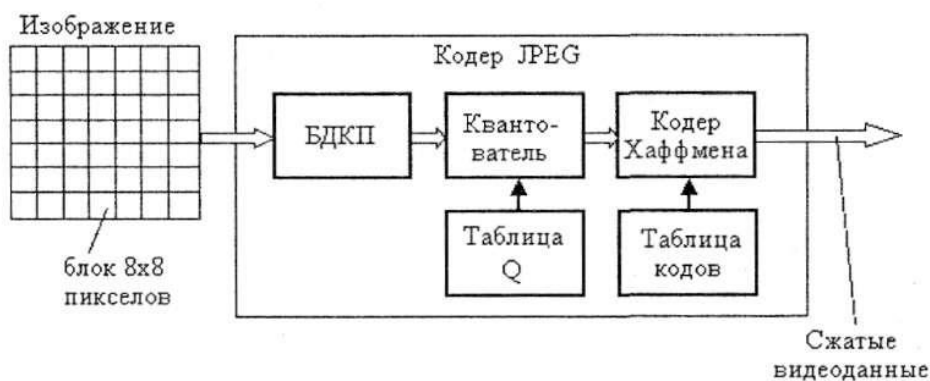 Изображение
Кодер JPEG
БДКП
Кванто-
ватель
Кодер
Хаффмена
Таблица
Q
Таблица
кодов
блок 8x8
пикселов
Сжатые
видеоданные